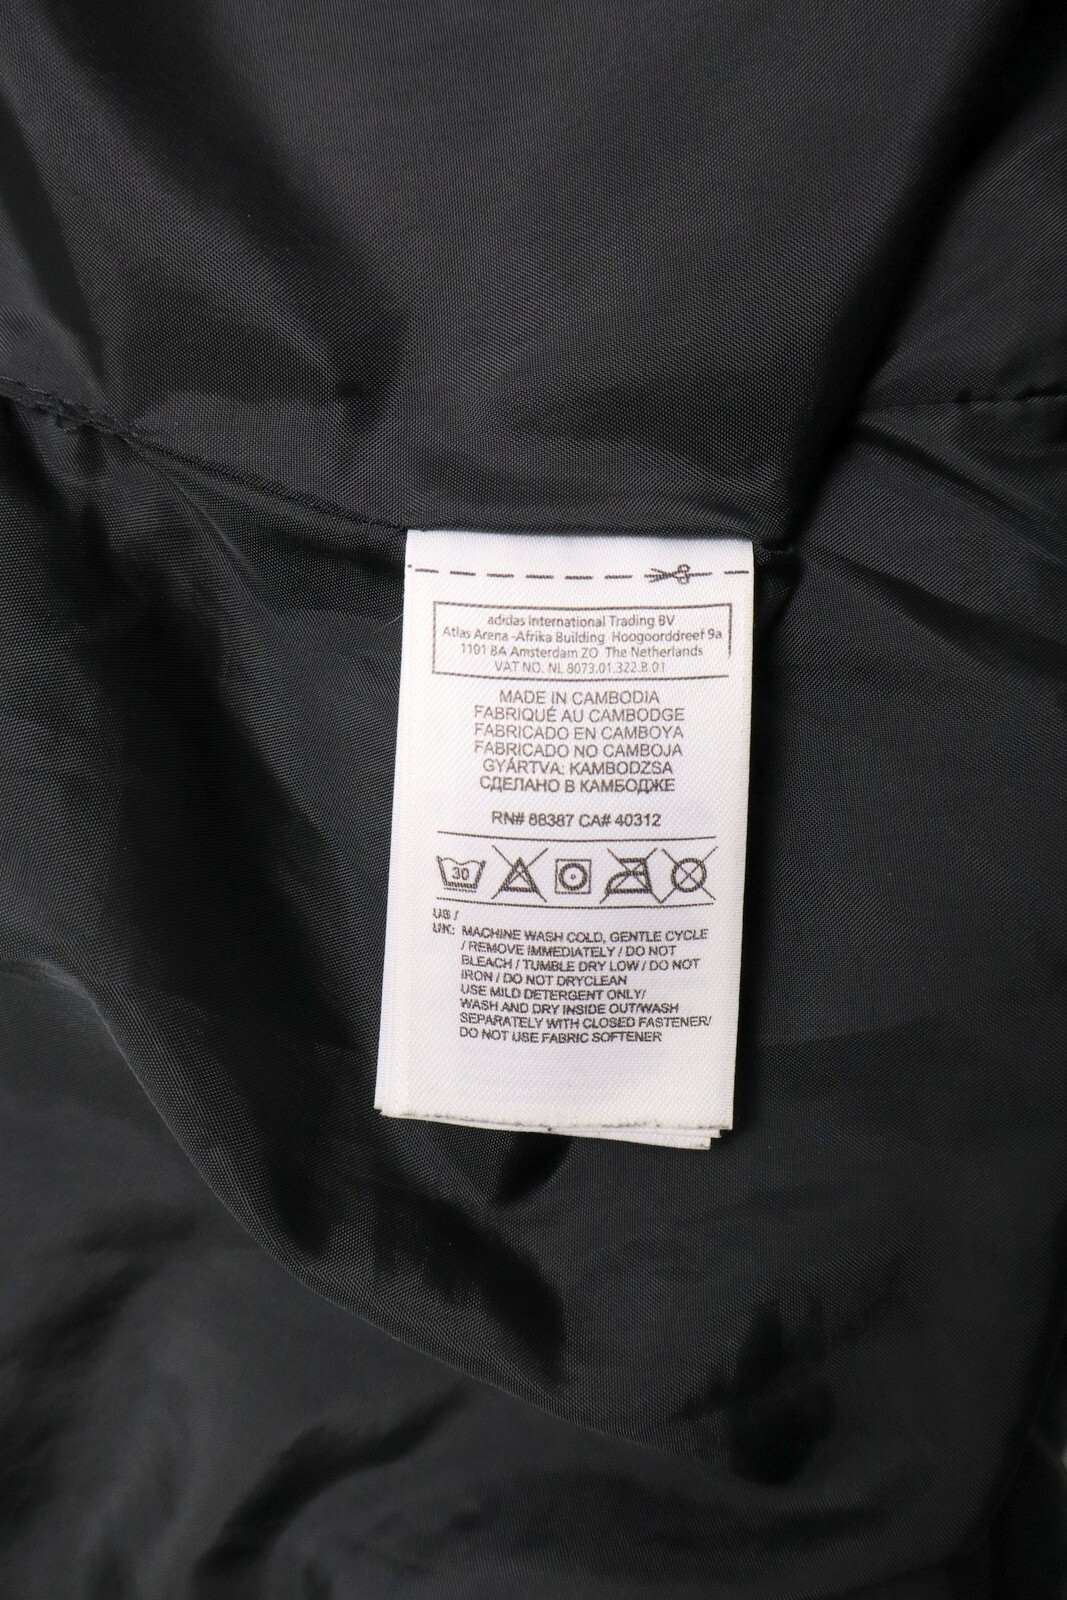 adidas International Trading BV
Atlas Arena -Afrika Building Hoogoorddreef 9a
1101 BA Amsterdam ZO The Netherlands
VAT NO. NL 8073.01.322.B.01
MADE IN CAMBODIA
FABRIQUÉ AU CAMBODGE
FABRICADO EN CAMBOYA
FABRICADO NO CAMBOJA
GYÁRTVA: KAMBODZSA
СДЕЛАНО В КАМБОДЖЕ
RN# 88387 CA# 40312
30
US /
UK: MACHINE WASH COLD, GENTLE CYCLE
/ REMOVE IMMEDIATELY / DO NOT
BLEACH / TUMBLE DRY LOW / DO NOT
IRON / DO NOT DRYCLEAN
USE MILD DETERGENT ONLY/
WASH AND DRY INSIDE OUT/WASH
SEPARATELY WITH CLOSED FASTENER/
DO NOT USE FABRIC SOFTENER